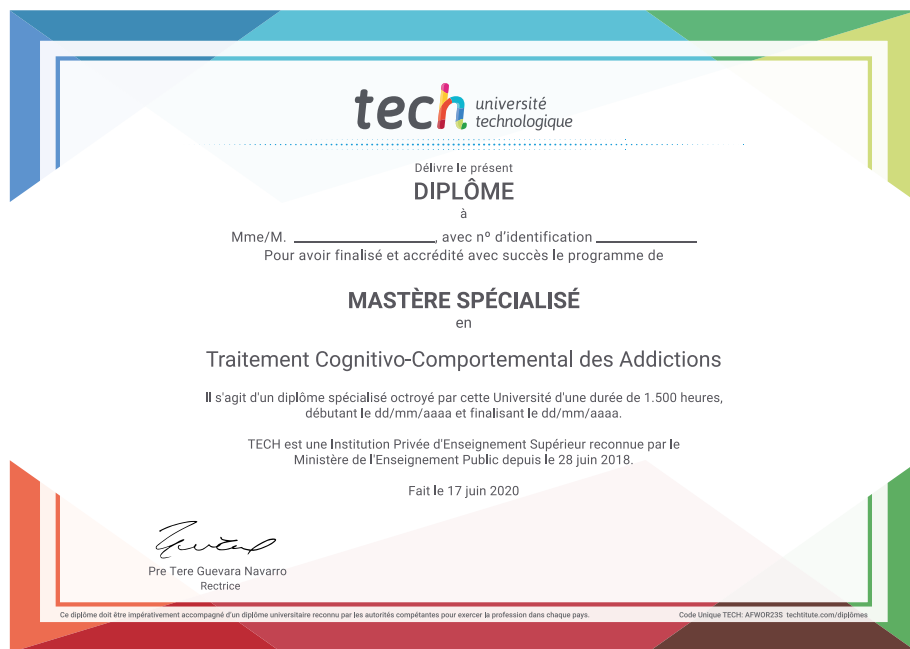 tech université
technologique
Délivre le présent
DIPLÔME
à
Mme/M. ____________, avec nº d'identification ____________
Pour avoir finalisé et accrédité avec succès le programme de
MASTÈRE SPÉCIALISÉ
en
Traitement Cognitivo-Comportemental des Addictions
Il s'agit d'un diplôme spécialisé octroyé par cette Université d'une durée de 1.500 heures,
débutant le dd/mm/aaaa et finalisant le dd/mm/aaaa.
TECH est une Institution Privée d'Enseignement Supérieur reconnue par le
Ministère de l'Enseignement Public depuis le 28 juin 2018.
Fait le 17 juin 2020
Pre Tere Guevara Navarro
Rectrice
Ce diplôme doit être impérativement accompagné d'un diplôme universitaire reconnu par les autorités compétantes pour exercer la profession dans chaque pays.
Code Unique TECH: AFWOR23S techtitute.com/diplômes